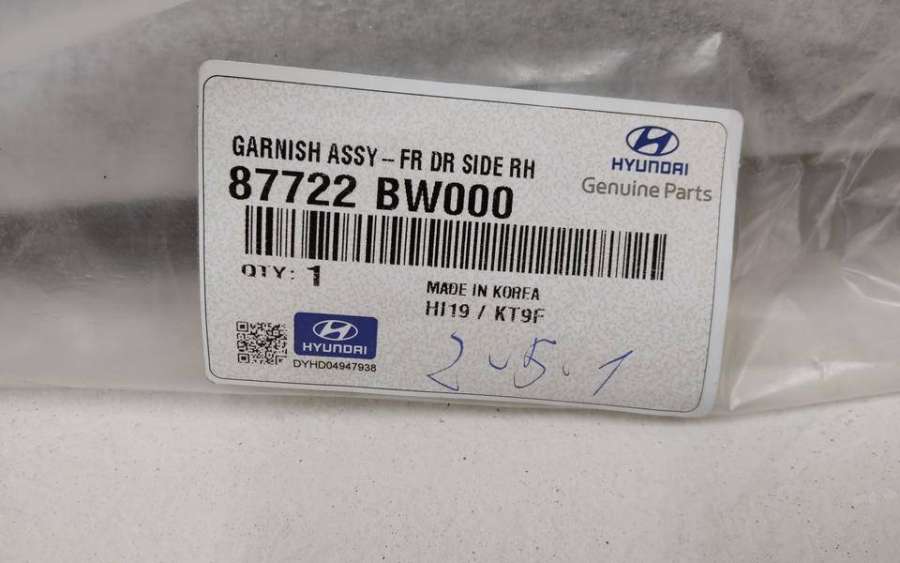 GARNISH ASSY-FR DR SIDE RH
87722 BW000
HYUNDAI
Genuine Parts
QTY: 1
MADE IN KOREA
HI19 / KT9F
HYUNDAI
DYHD04947938
2.5.1